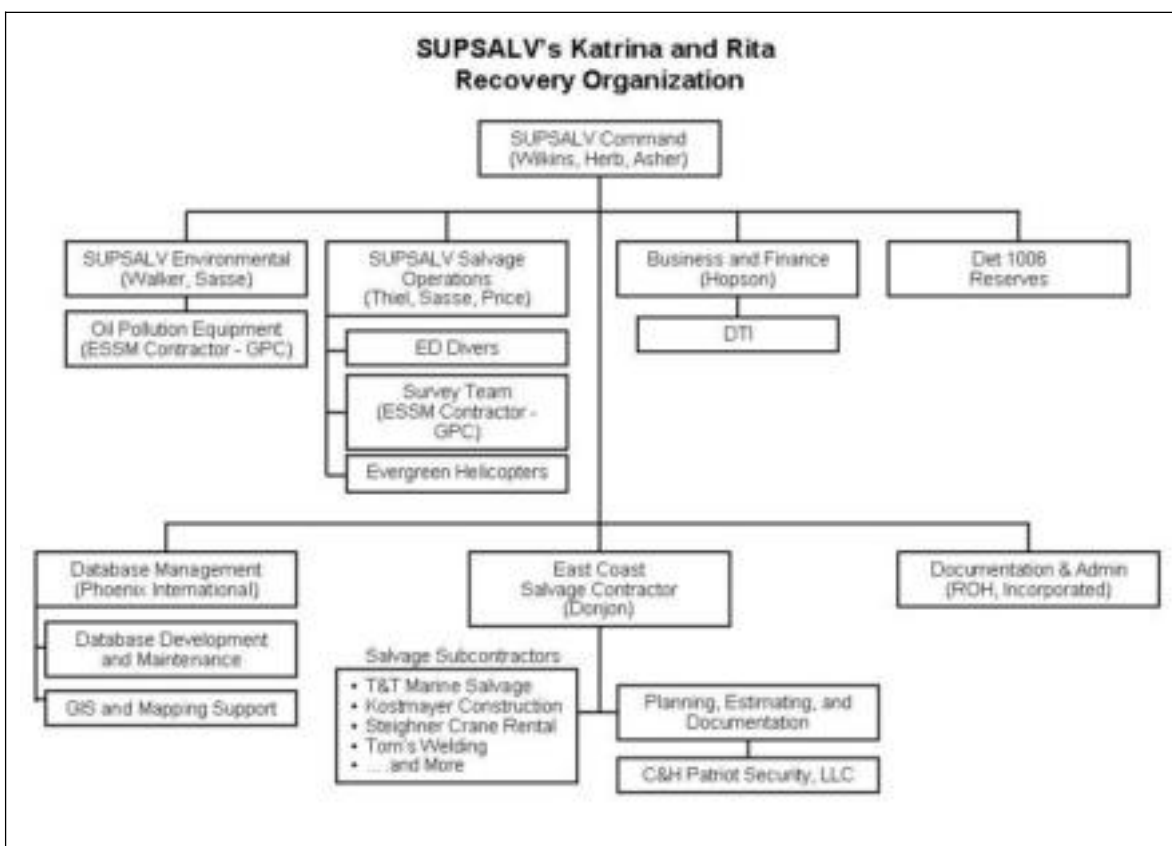 SUPSALV's Katrina and Rita
Recovery Organization
SUPSALV Command
(Wilkins, Herb, Asher)
SUPSALV Environmental
(Walker, Sasse)
Oil Pollution Equipment
(ESSM Contractor - GPC)
SUPSALV Salvage
Operations
(Thiel, Sasse, Price)
ED Divers
Survey Team
(ESSM Contractor -
GPC)
Evergreen Helicopters
Business and Finance
(Hopson)
DTI
Det 1006
Reserves
Database Management
(Phoenix International)
Database Development
and Maintenance
GIS and Mapping Support
East Coast
Salvage Contractor
(Donjon)
Salvage Subcontractors
• T&T Marine Salvage
• Kostmayer Construction
• Steighner Crane Rental
• Tom's Welding
• ....and More
Planning, Estimating, and
Documentation
C&H Patriot Security, LLC
Documentation & Admin
(ROH, Incorporated)